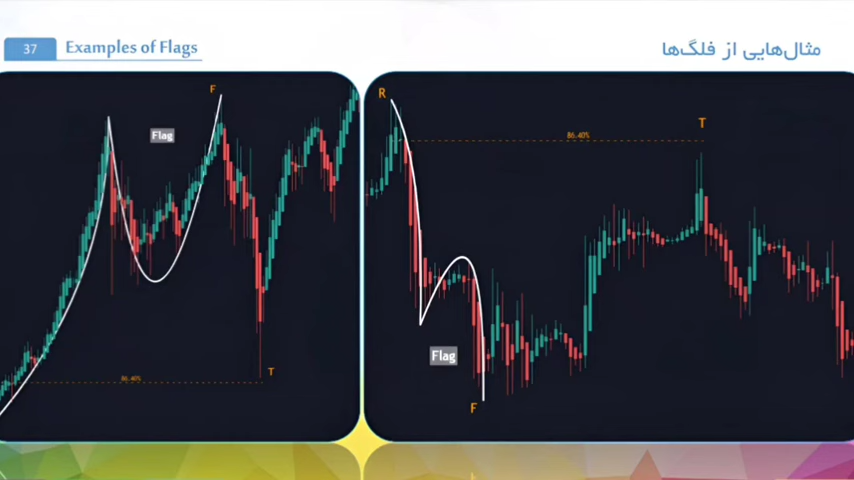 37 Examples of Flags
مثال‌هایی از فلگ‌ها
F
Flag
86.40%
T
R
86.40%
T
Flag
F